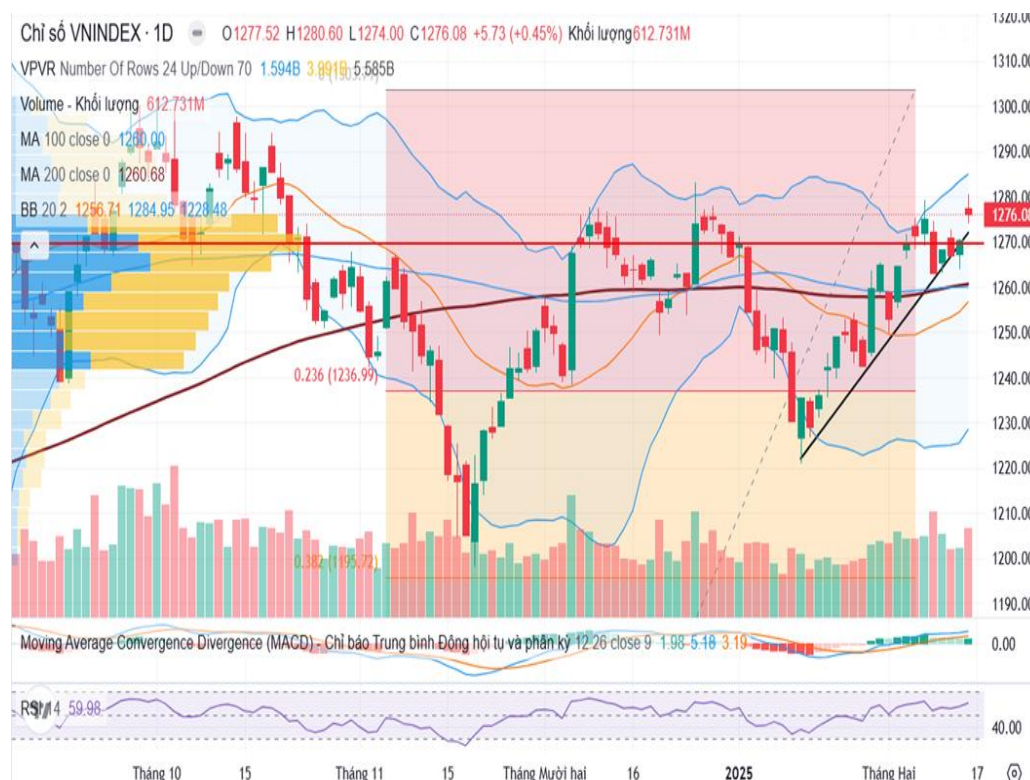 Chỉ số VNINDEX · 1D O1277.52 H1280.60 L1274.00 C1276.08 +5.73 (+0.45%) Khối lượng612.731M
VPVR Number Of Rows 24 Up/Down 70 1.594B 3.991B 5.585B
Volume - Khối lượng 612.731M
MA 100 close 0 1260.00
MA 200 close 0 1260.68
BB 20 2 1256.71 1284.95 1228.48
0.236 (1236.99)
0.382 (1195.72)
1320.00
1310.00
1300.00
1290.00
1280.00
1276.00
1270.00
1260.00
1250.00
1240.00
1230.00
1220.00
1210.00
1200.00
1190.00
Moving Average Convergence Divergence (MACD) - Chỉ báo Trung bình Động hội tụ và phân kỳ 12 26 close 9 1.98 5.18 3.19
0.00
RSI 14 59.98
40.00
Tháng 10 15 Tháng 11 15 Tháng Mười hai 16 2025 Tháng Hai 17